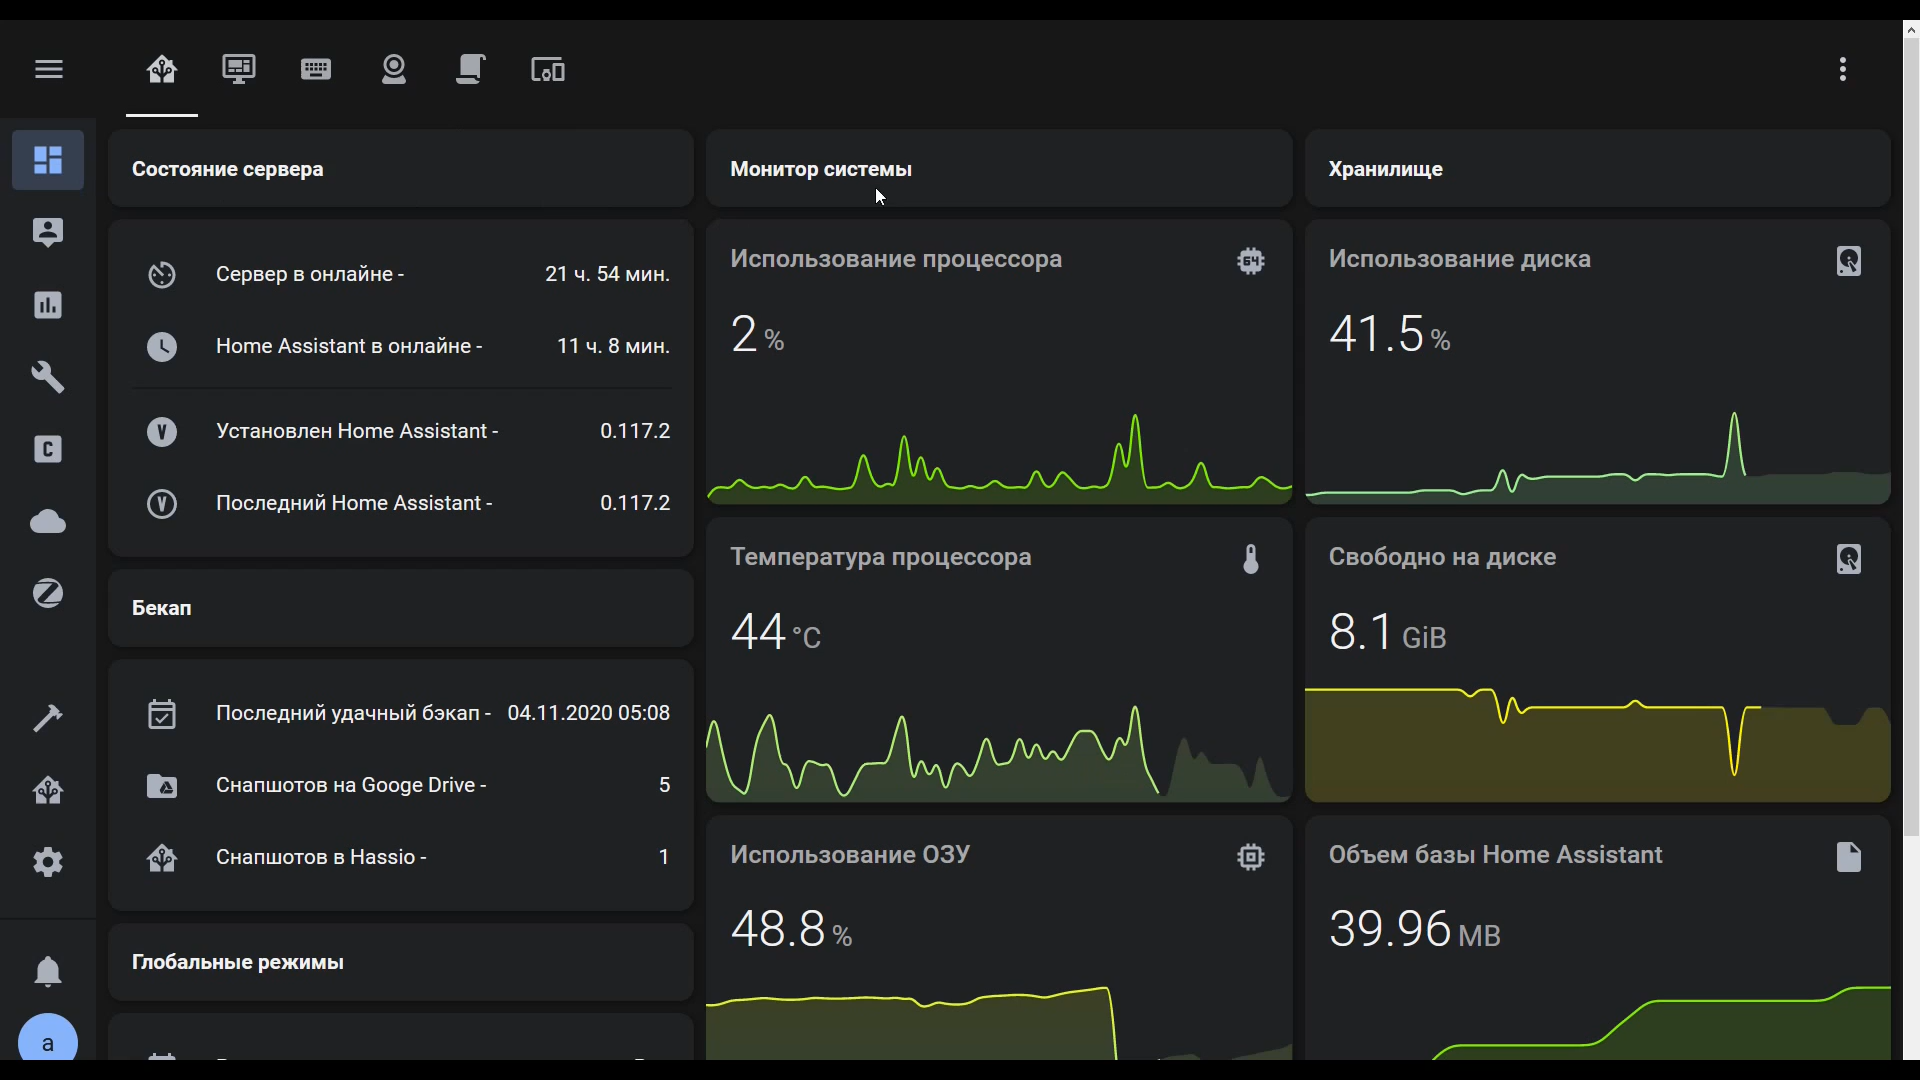 Состояние сервера
Сервер в онлайне - 21 ч. 54 мин.
Home Assistant в онлайне - 11 ч. 8 мин.
V Установлен Home Assistant - 0.117.2
V Последний Home Assistant - 0.117.2
C
Бекап
Последний удачный бэкап - 04.11.2020 05:08
Снапшотов на Googe Drive - 5
Снапшотов в Hassio - 1
Глобальные режимы
a
Монитор системы
Использование процессора
64
2 %
Температура процессора
44 °C
Использование ОЗУ
48.8 %
Хранилище
Использование диска
41.5 %
Свободно на диске
8.1 GiB
Объем базы Home Assistant
39.96 MB